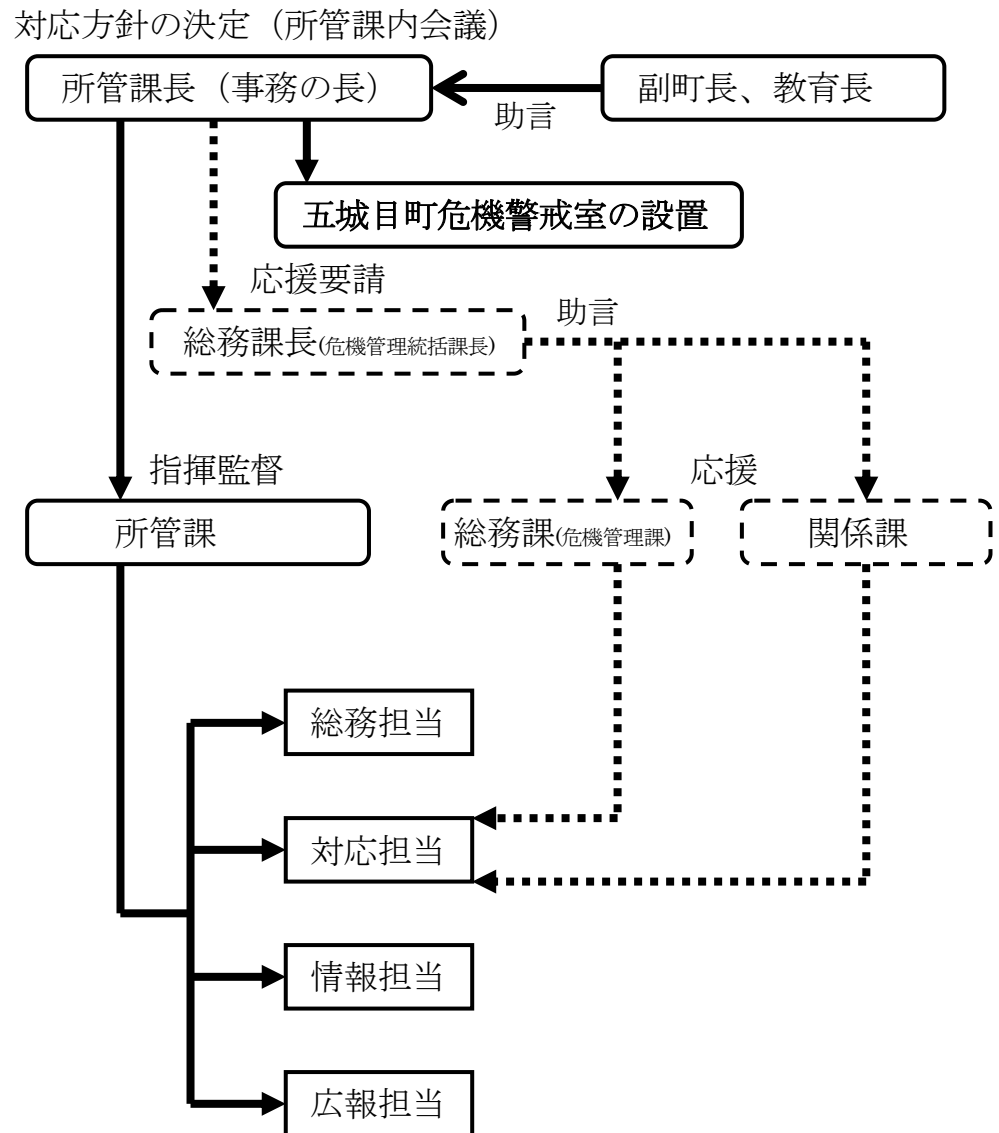 対応方針の決定（所管課内会議）
所管課長（事務の長）
副町長、教育長
助言
五城目町危機警戒室の設置
応援要請
助言
総務課長(危機管理統括課長)
指揮監督
応援
所管課
総務課(危機管理課)
関係課
総務担当
対応担当
情報担当
広報担当